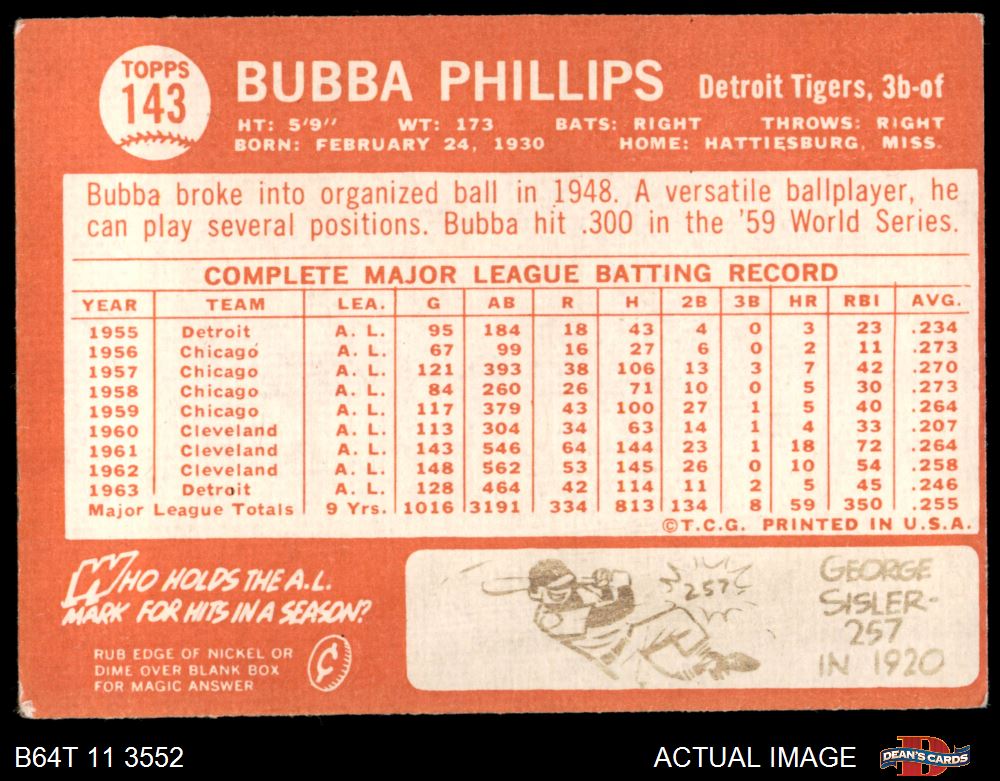 TOPPS
143
BUBBA PHILLIPS Detroit Tigers, 3b-of
HT: 5'9" WT: 173 BATS: RIGHT THROWS: RIGHT
BORN: FEBRUARY 24, 1930 HOME: HATTIESBURG, MISS.
Bubba broke into organized ball in 1948. A versatile ballplayer, he
can play several positions. Bubba hit .300 in the '59 World Series.
COMPLETE MAJOR LEAGUE BATTING RECORD
YEAR TEAM LEA. G AB R H 2B 3B HR RBI AVG.
1955 Detroit A. L. 95 184 18 43 4 0 3 23 .234
1956 Chicago A. L. 67 99 16 27 6 0 2 11 .273
1957 Chicago A. L. 121 393 38 106 13 3 7 42 .270
1958 Chicago A. L. 84 260 26 71 10 0 5 30 .273
1959 Chicago A. L. 117 379 43 100 27 1 5 40 .264
1960 Cleveland A. L. 113 304 34 63 14 1 4 33 .207
1961 Cleveland A. L. 143 546 64 144 23 1 18 72 .264
1962 Cleveland A. L. 148 562 53 145 26 0 10 54 .258
1963 Detroit A. L. 128 464 42 114 11 2 5 45 .246
Major League Totals 9 Yrs. 1016 3191 334 813 134 8 59 350 .255
©T.C.G. PRINTED IN U.S.A.
WHO HOLDS THE A.L.
MARK FOR HITS IN A SEASON?
RUB EDGE OF NICKEL OR
DIME OVER BLANK BOX
FOR MAGIC ANSWER
¢
257
GEORGE
SISLER-
257
IN 1920
B64T 11 3552 ACTUAL IMAGE
DEAN'S CARDS